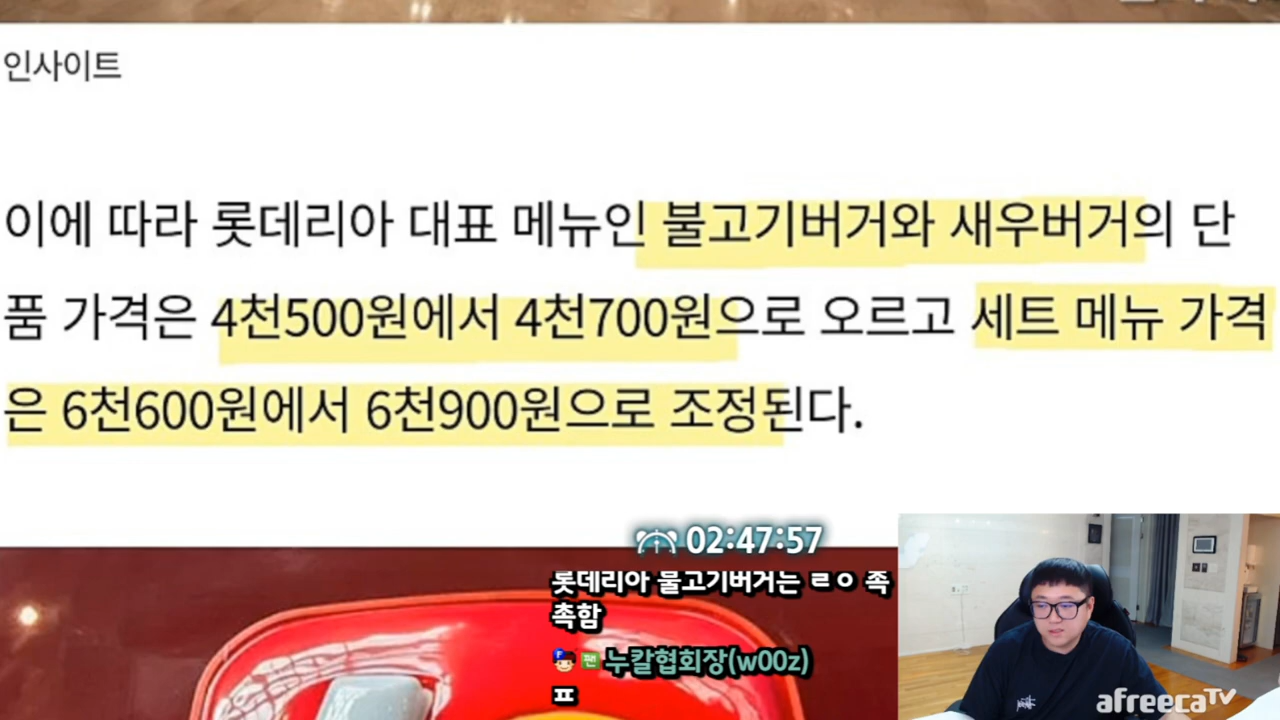 인사이트
이에 따라 롯데리아 대표 메뉴인 불고기버거와 새우버거의 단
품 가격은 4천500원에서 4천700원으로 오르고 세트 메뉴 가격
은 6천600원에서 6천900원으로 조정된다.
02:47:57
롯데리아 물고기버거는 ㄹㅇ 족
촉함
팬 누칼협회장(w00z)
ㅍ
afreecaTV